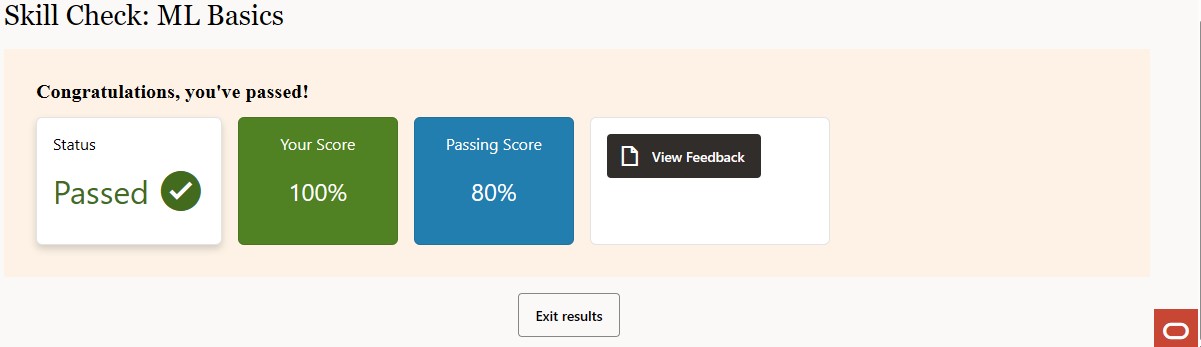 Skill Check: ML Basics
Congratulations, you've passed!
Status
Passed
Your Score
100%
Passing Score
80%
View Feedback
Exit results